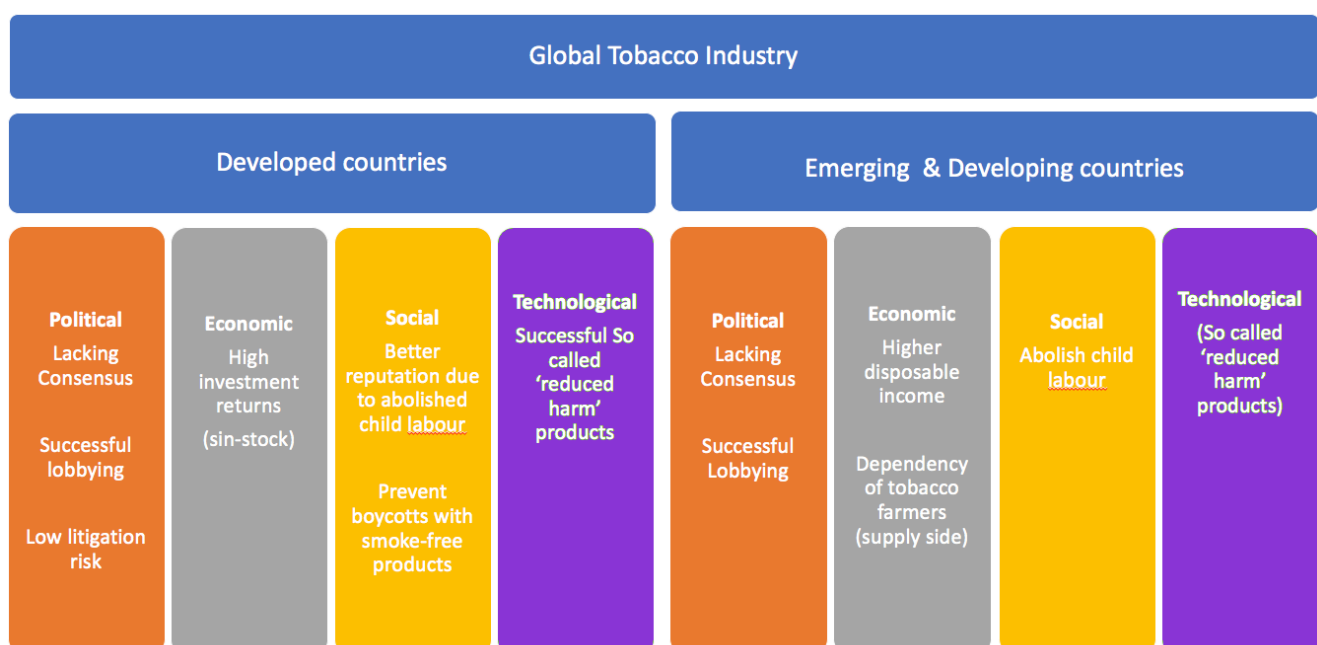 Global Tobacco Industry
Developed countries
Emerging & Developing countries
Political
Lacking
Consensus
Successful
lobbying
Low litigation
risk
Economic
High
investment
returns
(sin-stock)
Social
Better
reputation due
to abolished
child labour
Prevent
boycotts with
smoke-free
products
Technological
Successful So
called
‘reduced
harm’
products
Political
Lacking
Consensus
Successful
Lobbying
Economic
Higher
disposable
income
Dependency
of tobacco
farmers
(supply side)
Social
Abolish child
labour
Technological
(So called
‘reduced
harm’
products)